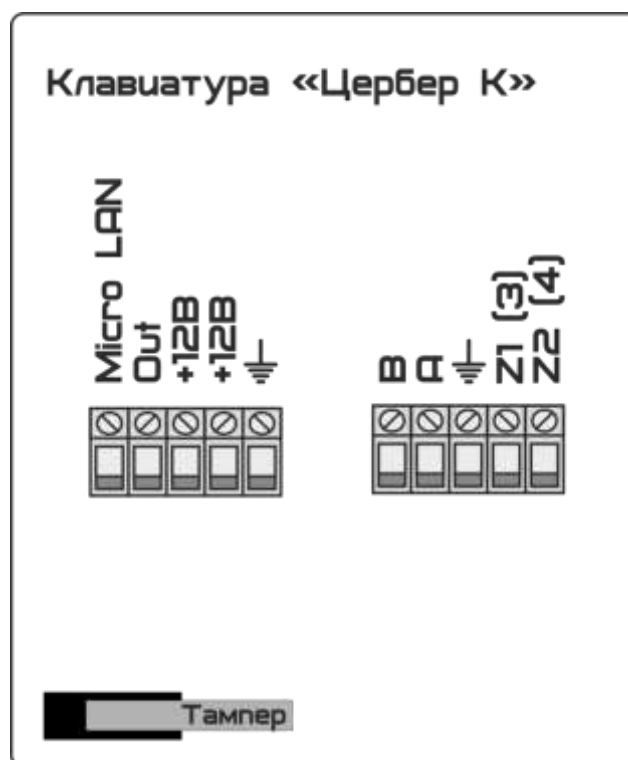 Клавиатура «Цербер К»
Micro LAN
Out
+12В
+12В
В
А
Z1 (3)
Z2 (4)
Тампер